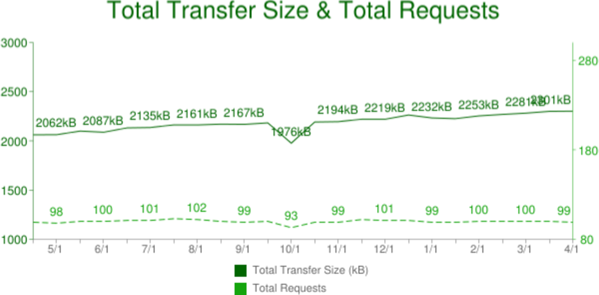 Total Transfer Size & Total Requests
3000
2500
2000
1500
1000
280
180
80
2062kB 2087kB 2135kB 2161kB 2167kB 1976kB 2194kB 2219kB 2232kB 2253kB 2281kB 2301kB
98 100 101 102 99 93 99 101 99 100 100 99
5/1 6/1 7/1 8/1 9/1 10/1 11/1 12/1 1/1 2/1 3/1 4/1
Total Transfer Size (kB)
Total Requests